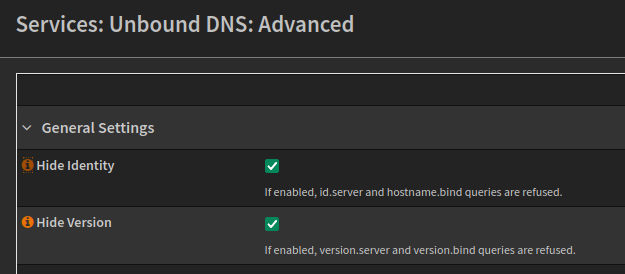 Services: Unbound DNS: Advanced
General Settings
Hide Identity
If enabled, id.server and hostname.bind queries are refused.
Hide Version
If enabled, version.server and version.bind queries are refused.